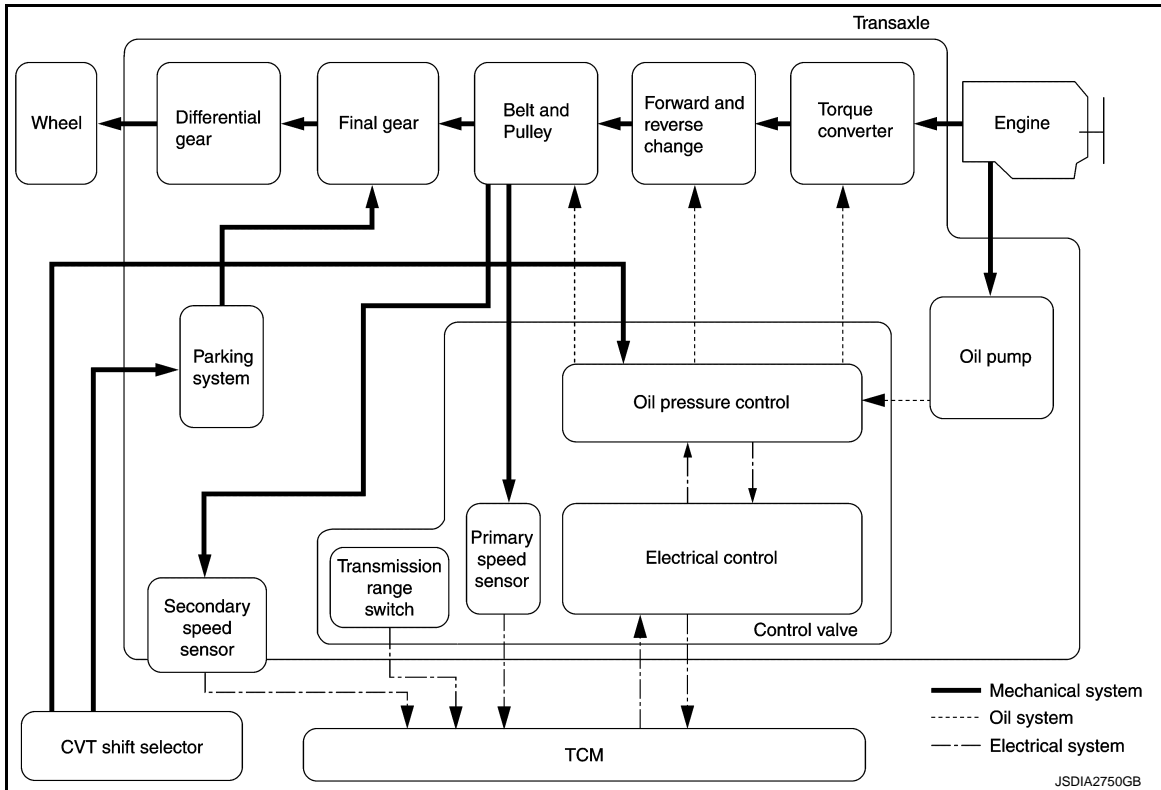 Transaxle
Wheel
Differential
gear
Final gear
Belt and
Pulley
Forward and
reverse
change
Torque
converter
Engine
Parking
system
Oil pump
Oil pressure control
Primary
speed
sensor
Electrical control
Transmission
range
switch
Secondary
speed
sensor
Control valve
CVT shift selector
TCM
Mechanical system
Oil system
Electrical system
JSDIA2750GB